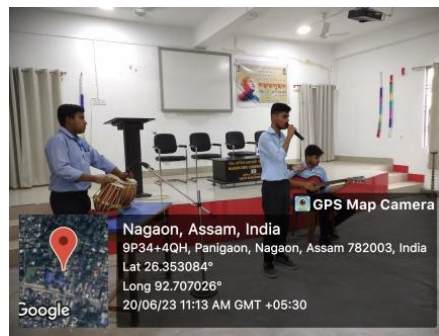 GPS Map Camera
Nagaon, Assam, India
9P34+4QH, Panigaon, Nagaon, Assam 782003, India
Lat 26.353084°
Long 92.707026°
20/06/23 11:13 AM GMT +05:30
Google